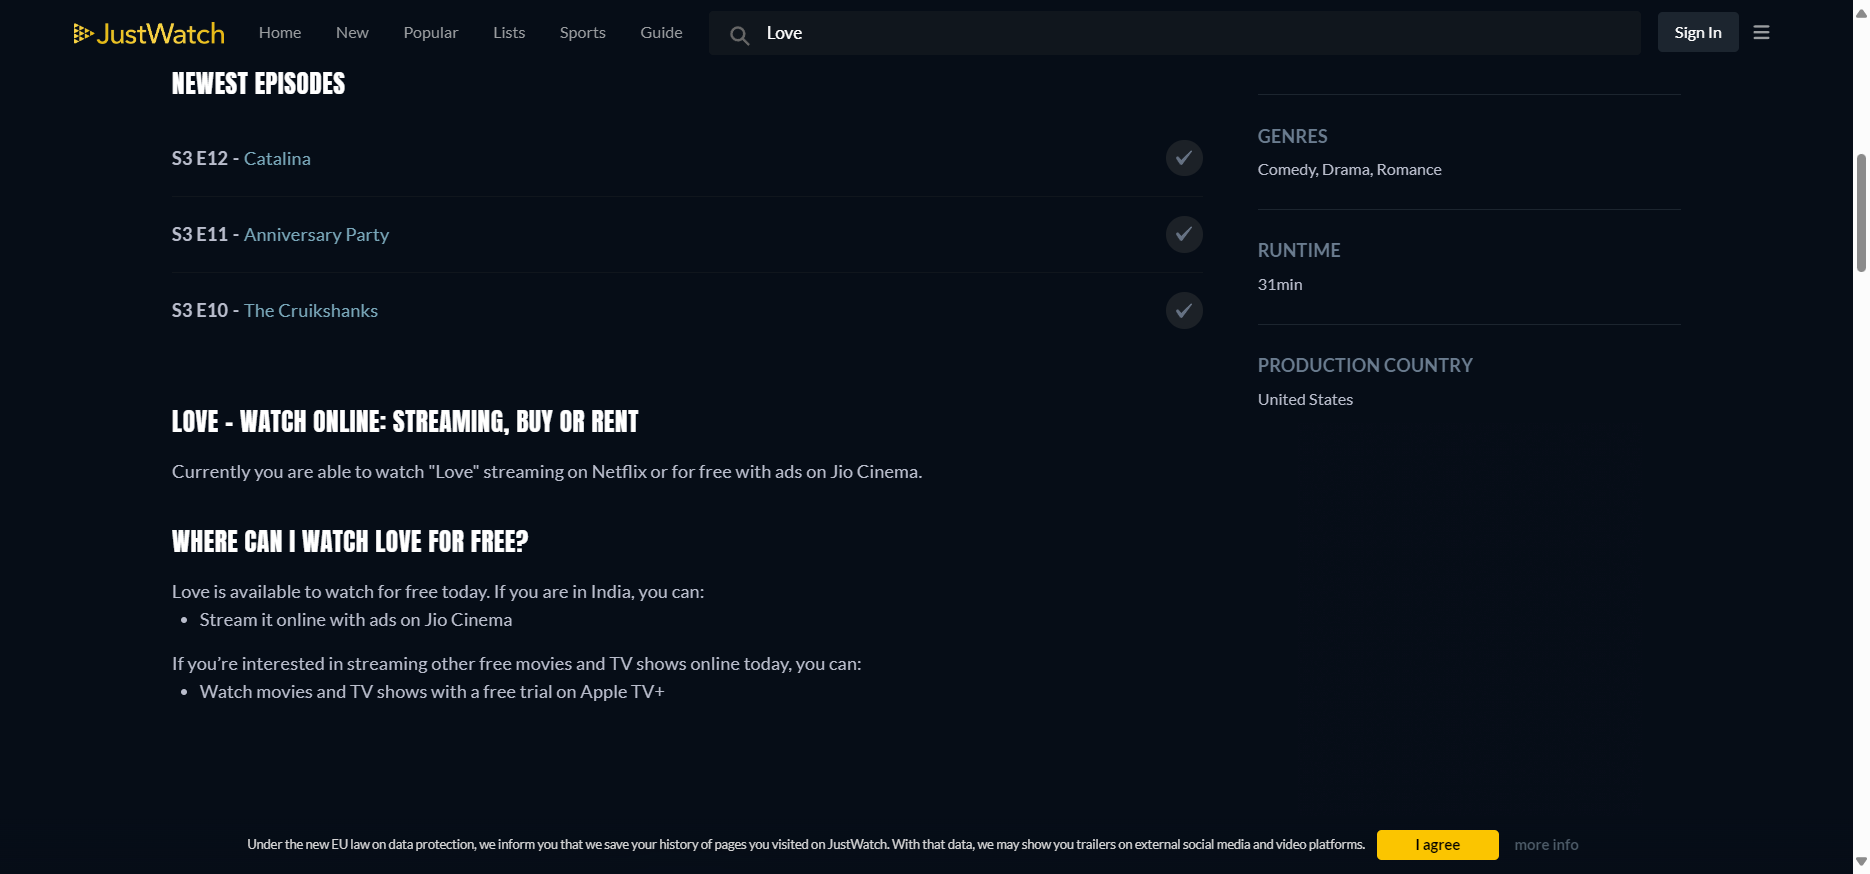 JustWatch
Home New Popular Lists Sports Guide Love Sign In
NEWEST EPISODES
S3 E12 - Catalina
S3 E11 - Anniversary Party
S3 E10 - The Cruikshanks
LOVE - WATCH ONLINE: STREAMING, BUY OR RENT
Currently you are able to watch "Love" streaming on Netflix or for free with ads on Jio Cinema.
WHERE CAN I WATCH LOVE FOR FREE?
Love is available to watch for free today. If you are in India, you can:
• Stream it online with ads on Jio Cinema
If you’re interested in streaming other free movies and TV shows online today, you can:
• Watch movies and TV shows with a free trial on Apple TV+
GENRES
Comedy, Drama, Romance
RUNTIME
31min
PRODUCTION COUNTRY
United States
Under the new EU law on data protection, we inform you that we save your history of pages you visited on JustWatch. With that data, we may show you trailers on external social media and video platforms. I agree more info